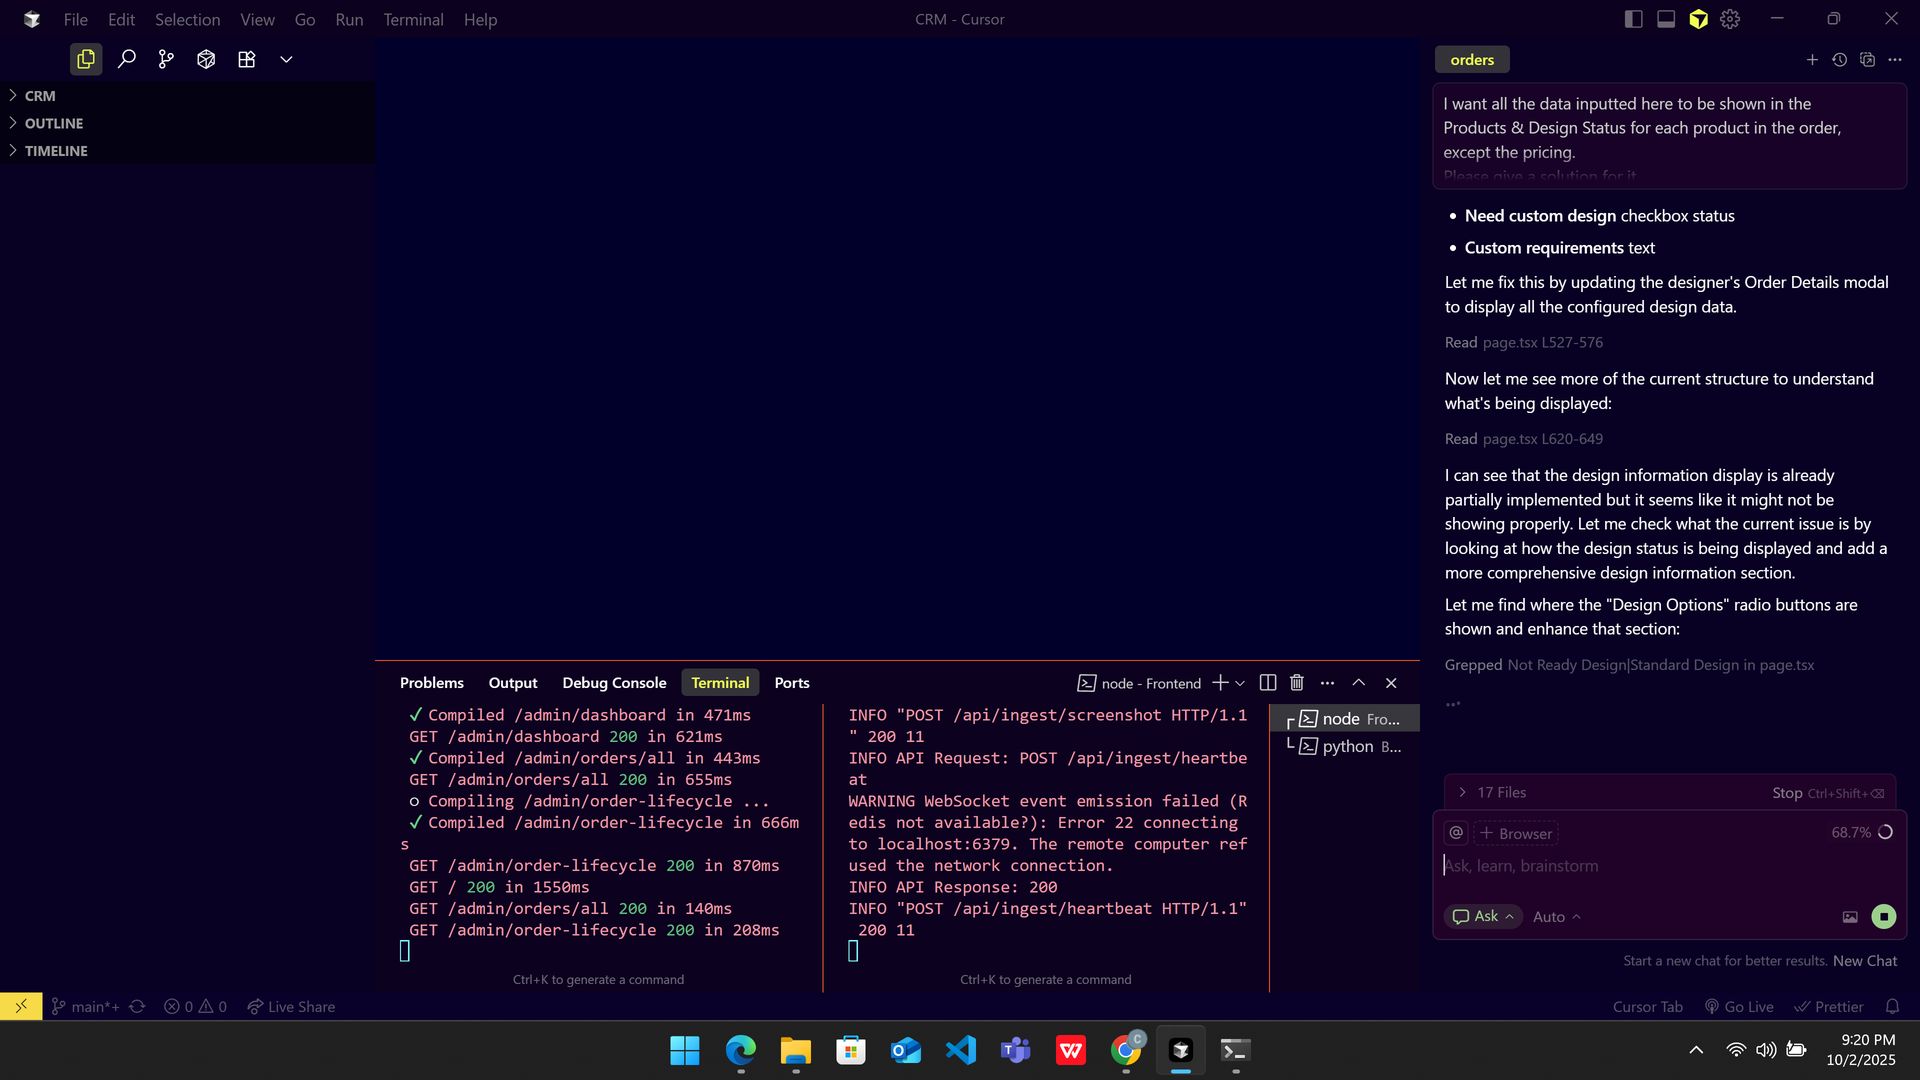 File Edit Selection View Go Run Terminal Help
CRM - Cursor
CRM
OUTLINE
TIMELINE
orders
I want all the data inputted here to be shown in the
Products & Design Status for each product in the order,
except the pricing.
Please give a solution for it
Need custom design checkbox status
Custom requirements text
Let me fix this by updating the designer's Order Details modal
to display all the configured design data.
Read page.tsx L527-576
Now let me see more of the current structure to understand
what's being displayed:
Read page.tsx L620-649
I can see that the design information display is already
partially implemented but it seems like it might not be
showing properly. Let me check what the current issue is by
looking at how the design status is being displayed and add a
more comprehensive design information section.
Let me find where the "Design Options" radio buttons are
shown and enhance that section:
Grepped Not Ready Design|Standard Design in page.tsx
17 Files
Stop Ctrl+Shift+⌫
@ + Browser
68.7%
Ask, learn, brainstorm
Ask
Auto
Start a new chat for better results. New Chat
Problems Output Debug Console Terminal Ports
node - Frontend
✓ Compiled /admin/dashboard in 471ms
GET /admin/dashboard 200 in 621ms
✓ Compiled /admin/orders/all in 443ms
GET /admin/orders/all 200 in 655ms
○ Compiling /admin/order-lifecycle ...
✓ Compiled /admin/order-lifecycle in 666m
s
GET /admin/order-lifecycle 200 in 870ms
GET / 200 in 1550ms
GET /admin/orders/all 200 in 140ms
GET /admin/order-lifecycle 200 in 208ms
Ctrl+K to generate a command
INFO "POST /api/ingest/screenshot HTTP/1.1
" 200 11
INFO API Request: POST /api/ingest/heartbe
at
WARNING WebSocket event emission failed (R
edis not available?): Error 22 connecting
to localhost:6379. The remote computer ref
used the network connection.
INFO API Response: 200
INFO "POST /api/ingest/heartbeat HTTP/1.1"
200 11
Ctrl+K to generate a command
node Fro...
python B...
main*+
0 0
Live Share
Cursor Tab
Go Live
Prettier
9:20 PM
10/2/2025